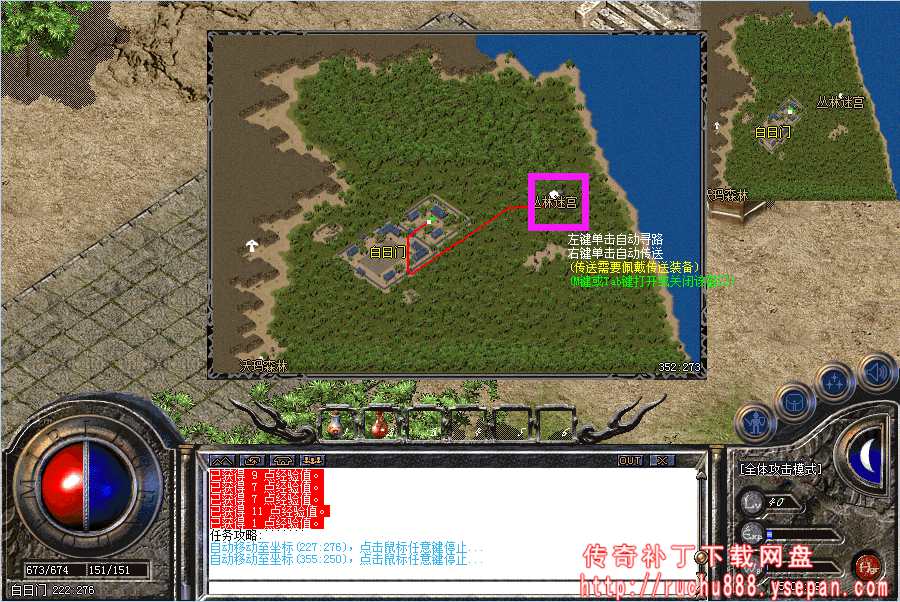 丛林迷宫
白日门
沃玛森林
丛林迷宫
左键单击自动寻路
右键单击自动传送
(传送需要佩戴传送装备)
白日门
沃玛森林
352:273
OUT
已获得 9 点经验值。
已获得 7 点经验值。
已获得 7 点经验值。
已获得 11 点经验值。
已获得 1 点经验值。
任务攻略:
自动移动至坐标(227:276), 点击鼠标任意键停止...
自动移动至坐标(355:250), 点击鼠标任意键停止...
[全体攻击模式]
40
673/674
151/151
白日门 222:276
传奇补丁下载网盘
http://ruchu888.ysepan.com